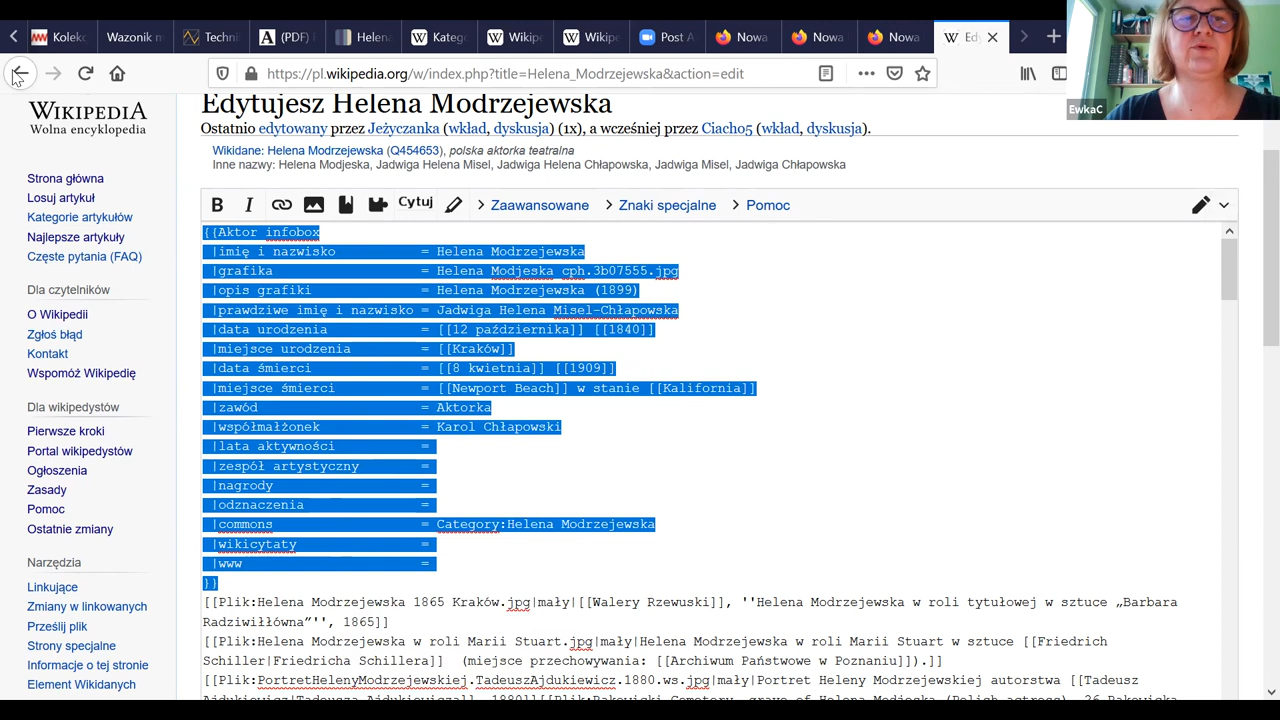 Kolekc
Wazonik m
Techni
(PDF)
Helena
Katego
Wikipe
Wikipe
Post A
Nowa
Nowa
Nowa
Edy
https://pl.wikipedia.org/w/index.php?title=Helena_Modrzejewska&action=edit
EwkaC
WIKIPEDIA
Wolna encyklopedia
Strona główna
Losuj artykuł
Kategorie artykułów
Najlepsze artykuły
Częste pytania (FAQ)
Dla czytelników
O Wikipedii
Zgłoś błąd
Kontakt
Wspomóż Wikipedię
Dla wikipedystów
Pierwsze kroki
Portal wikipedystów
Ogłoszenia
Zasady
Pomoc
Ostatnie zmiany
Narzędzia
Linkujące
Zmiany w linkowanych
Prześlij plik
Strony specjalne
Informacje o tej stronie
Element Wikidanych
Edytujesz Helena Modrzejewska
Ostatnio edytowany przez Jeżyczanka (wkład, dyskusja) (1x), a wcześniej przez Ciacho5 (wkład, dyskusja).
Wikidane: Helena Modrzejewska (Q454653), polska aktorka teatralna
Inne nazwy: Helena Modjeska, Jadwiga Helena Misel, Jadwiga Helena Chłapowska, Jadwiga Misel, Jadwiga Chłapowska
B I Cytuj Zaawansowane Znaki specjalne Pomoc
{{Aktor infobox
|imię i nazwisko = Helena Modrzejewska
|grafika = Helena Modjeska cph.3b07555.jpg
|opis grafiki = Helena Modrzejewska (1899)
|prawdziwe imię i nazwisko = Jadwiga Helena Misel-Chłapowska
|data urodzenia = [[12 października]] [[1840]]
|miejsce urodzenia = [[Kraków]]
|data śmierci = [[8 kwietnia]] [[1909]]
|miejsce śmierci = [[Newport Beach]] w stanie [[Kalifornia]]
|zawód = Aktorka
|współmałżonek = Karol Chłapowski
|lata aktywności =
|zespół artystyczny =
|nagrody =
|odznaczenia =
|commons = Category:Helena Modrzejewska
|wikicytaty =
|www =
}}
[[Plik:Helena Modrzejewska 1865 Kraków.jpg|mały|[[Walery Rzewuski]], ''Helena Modrzejewska w roli tytułowej w sztuce „Barbara
Radziwiłłówna”'', 1865]]
[[Plik:Helena Modrzejewska w roli Marii Stuart.jpg|mały|Helena Modrzejewska w roli Marii Stuart w sztuce [[Friedrich
Schiller|Friedricha Schillera]] (miejsce przechowywania: [[Archiwum Państwowe w Poznaniu]]).]]
[[Plik:PortretHelenyModrzejewskiej.TadeuszAjdukiewicz.1880.ws.jpg|mały|Portret Heleny Modrzejewskiej autorstwa [[Tadeusz